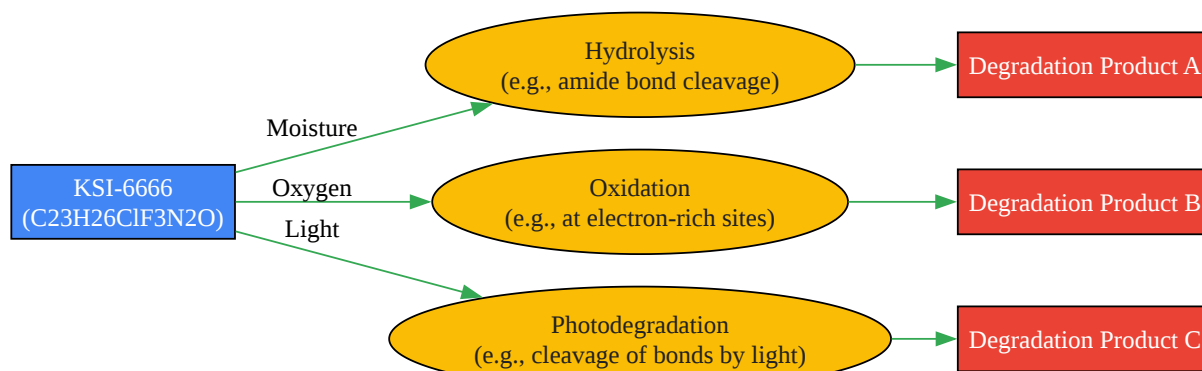 Hydrolysis
(e.g., amide bond cleavage)
Degradation Product A
Moisture
KSI-6666
(C23H26ClF3N2O)
Oxygen
Oxidation
(e.g., at electron-rich sites)
Degradation Product B
Light
Photodegradation
(e.g., cleavage of bonds by light)
Degradation Product C